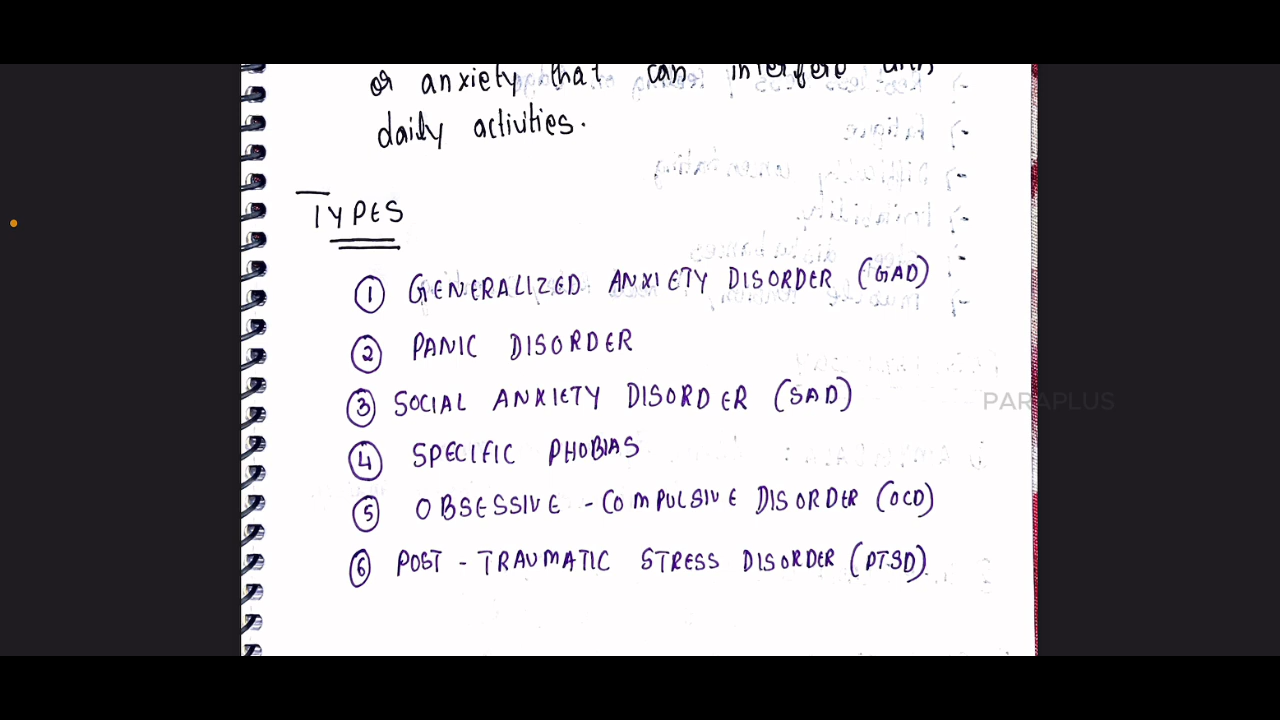 or anxiety that can interfere with
daily activities.
TYPES
1 GENERALIZED ANXIETY DISORDER (GAD)
2 PANIC DISORDER
3 SOCIAL ANXIETY DISORDER (SAD)
PARAPLUS
4 SPECIFIC PHOBIAS
5 OBSESSIVE - COMPULSIVE DISORDER (OCD)
6 POST - TRAUMATIC STRESS DISORDER (PTSD).